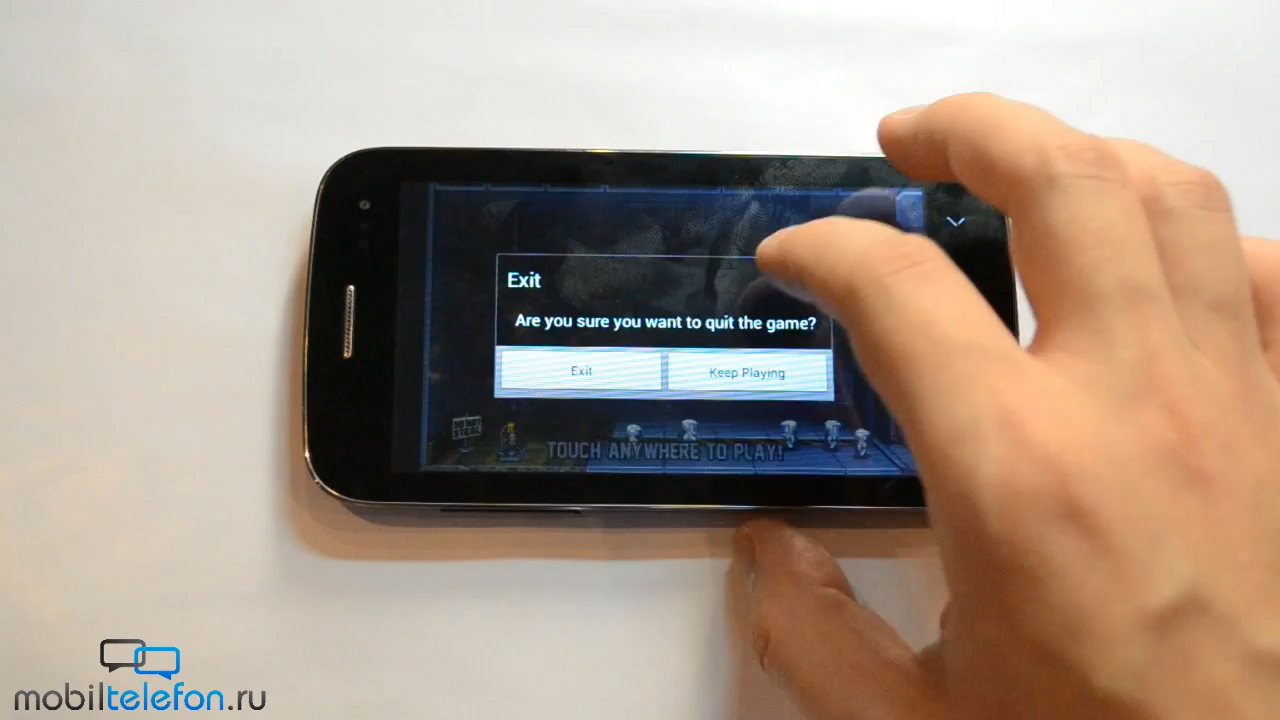 Exit
Are you sure you want to quit the game?
Exit
Keep Playing
TOUCH ANYWHERE TO PLAY!
mobiltelefon.ru